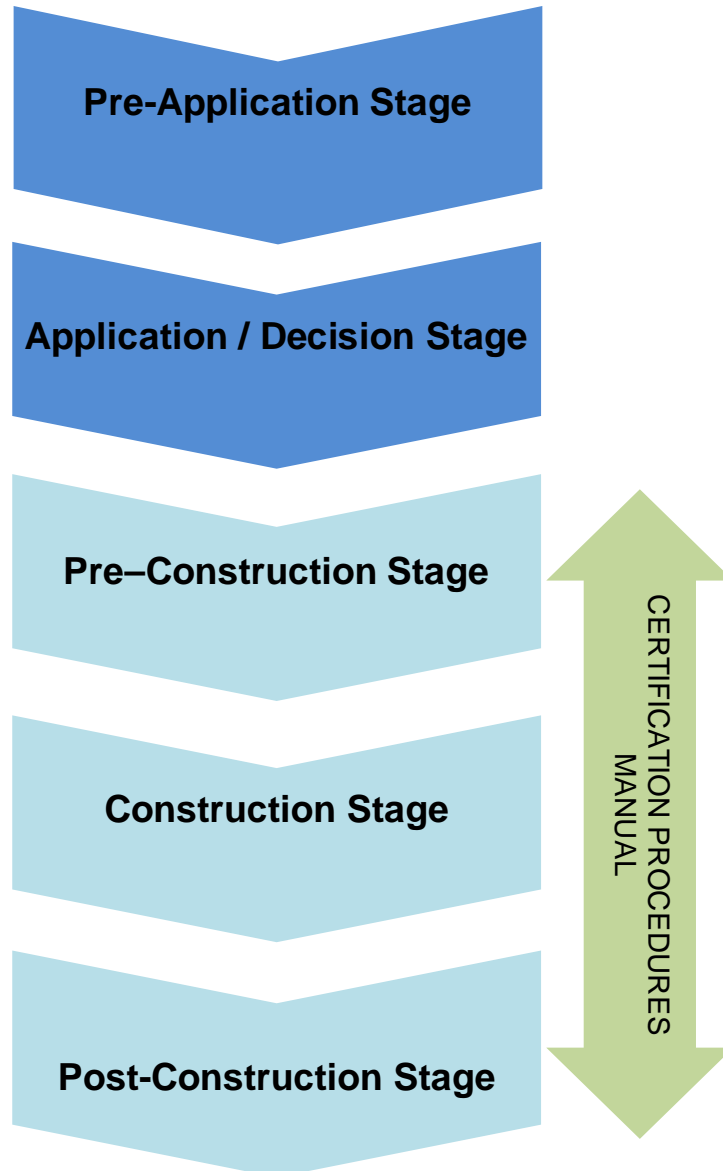 Pre-Application Stage
Application / Decision Stage
Pre–Construction Stage
Construction Stage
Post-Construction Stage
CERTIFICATION PROCEDURES
MANUAL